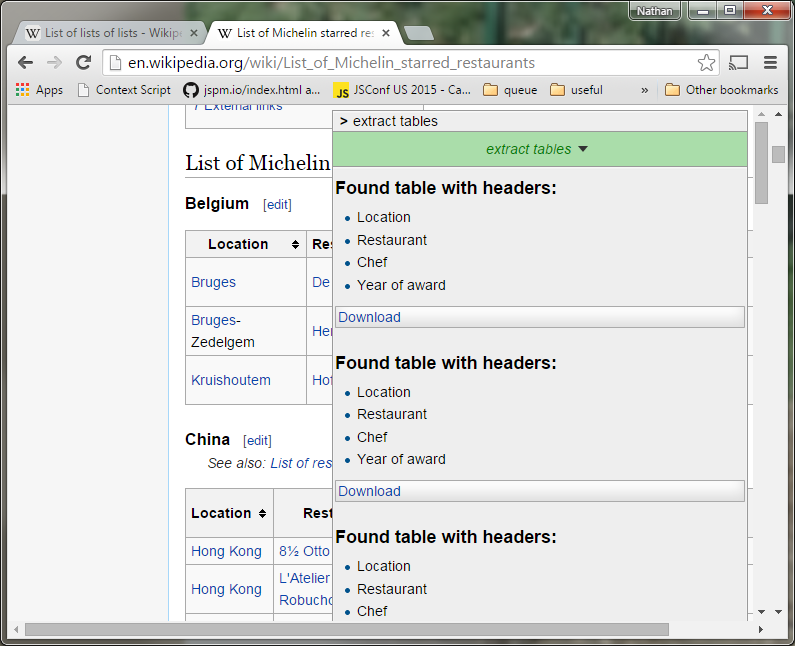 Nathan
List of lists of lists - Wikip
List of Michelin starred res
en.wikipedia.org/wiki/List_of_Michelin_starred_restaurants
Apps
Context Script
jspm.io/index.html a...
JS
JSConf US 2015 - Ca...
queue
useful
»
Other bookmarks
7 External links
List of Michelin
Belgium [edit]
Location Res
Bruges De
Bruges-
Zedelgem
Her
Kruishoutem Hof
China [edit]
See also: List of res
Location Rest
Hong Kong 8½ Otto
Hong Kong
L'Atelier
Robucho
> extract tables
extract tables
Found table with headers:
Location
Restaurant
Chef
Year of award
Download
Found table with headers:
Location
Restaurant
Chef
Year of award
Download
Found table with headers:
Location
Restaurant
Chef